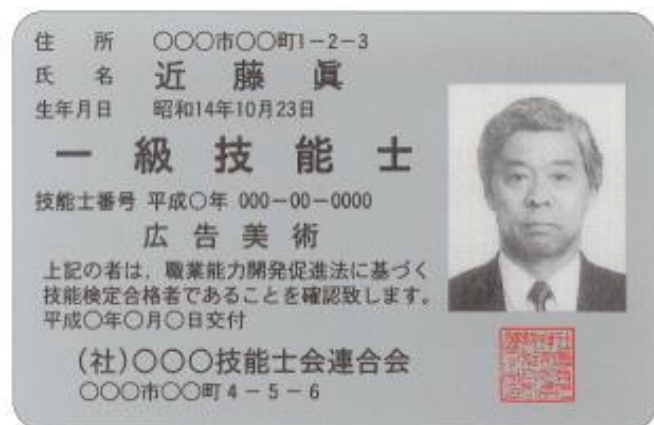 住　所　○○○市○○町1－2－3
氏　名　近藤眞
生年月日　昭和14年10月23日
一級技能士
技能士番号 平成○年 000－00－0000
広告美術
上記の者は、職業能力開発促進法に基づく
技能検定合格者であることを確認致します。
平成○年○月○日交付
(社)○○○技能士会連合会
○○○市○○町4－5－6